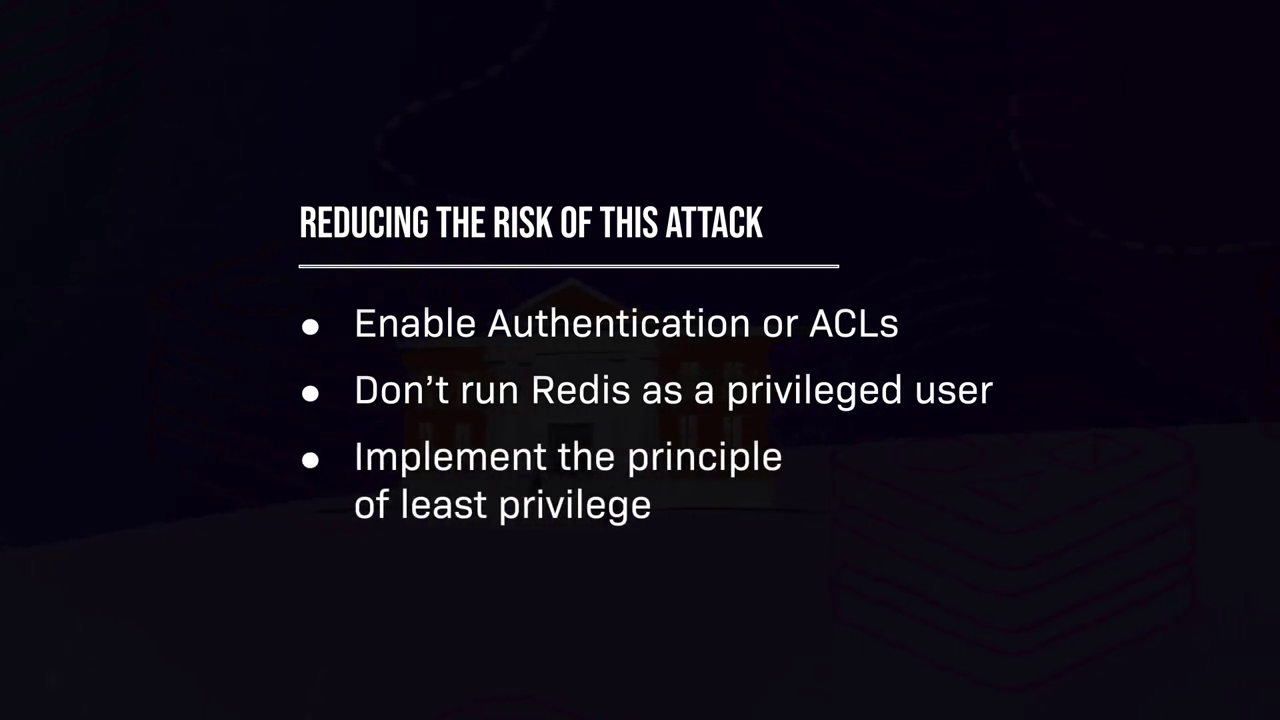 REDUCING THE RISK OF THIS ATTACK
● Enable Authentication or ACLs
● Don’t run Redis as a privileged user
● Implement the principle
of least privilege